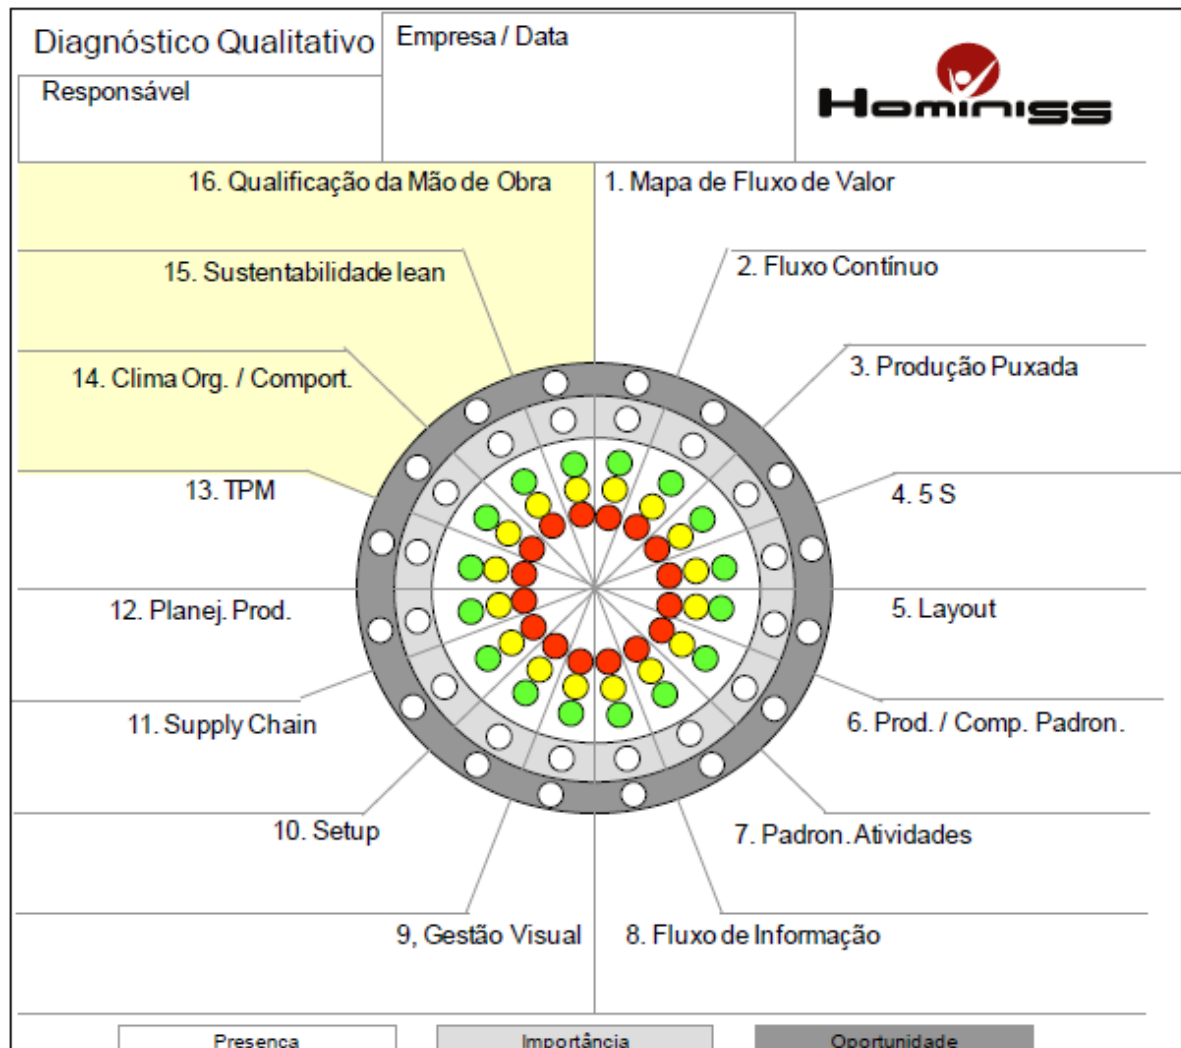 Diagnóstico Qualitativo
Empresa / Data
Responsável
Hominiss
16. Qualificação da Mão de Obra
1. Mapa de Fluxo de Valor
15. Sustentabilidade lean
2. Fluxo Contínuo
14. Clima Org. / Comport.
3. Produção Puxada
13. TPM
4. 5 S
12. Planej. Prod.
5. Layout
11. Supply Chain
6. Prod. / Comp. Padron.
10. Setup
7. Padron. Atividades
9, Gestão Visual
8. Fluxo de Informação
Presença
Importância
Oportunidade